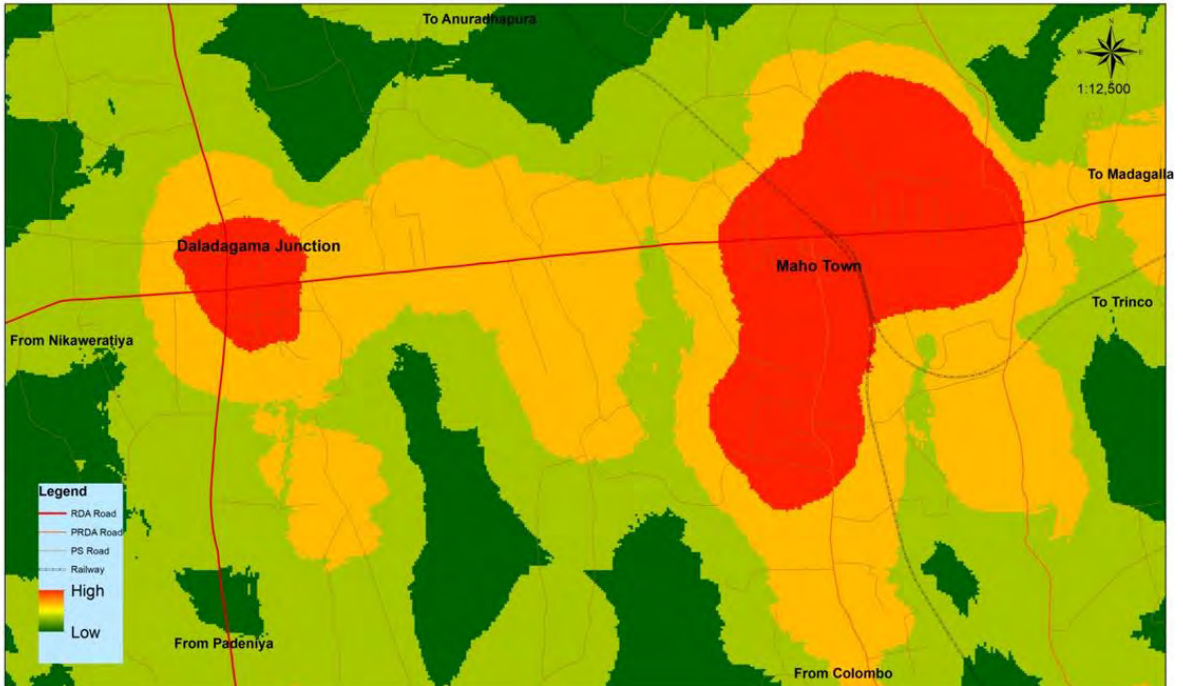 To Anuradhapura
N
W E
S
1:12,500
To Madagalla
Daladagama Junction
Maho Town
To Trinco
From Nikaweratiya
Legend
RDA Road
PRDA Road
PS Road
Railway
High
Low
From Padeniya
From Colombo